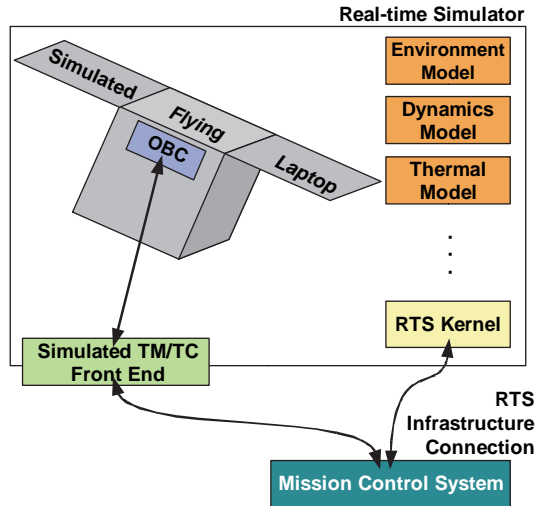 Real-time Simulator
Simulated
Flying
Laptop
OBC
Environment
Model
Dynamics
Model
Thermal
Model
.
.
.
RTS Kernel
Simulated TM/TC
Front End
RTS
Infrastructure
Connection
Mission Control System